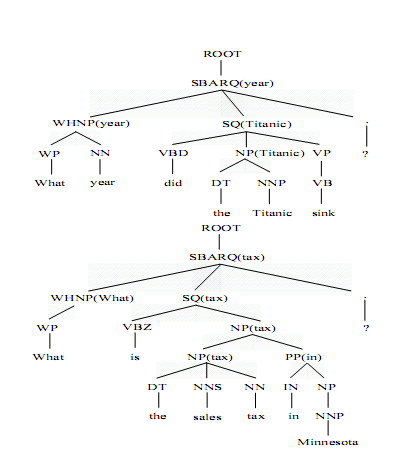 ROOT
SBARQ(year)
WHNP(year) SQ(Titanic) .
WP NN VBD NP(Titanic) VP ?
What year did DT NNP VB
the Titanic sink
ROOT
SBARQ(tax)
WHNP(What) SQ(tax) .
WP VBZ NP(tax) ?
What is NP(tax) PP(in)
DT NNS NN IN NP
the sales tax in NNP
Minnesota